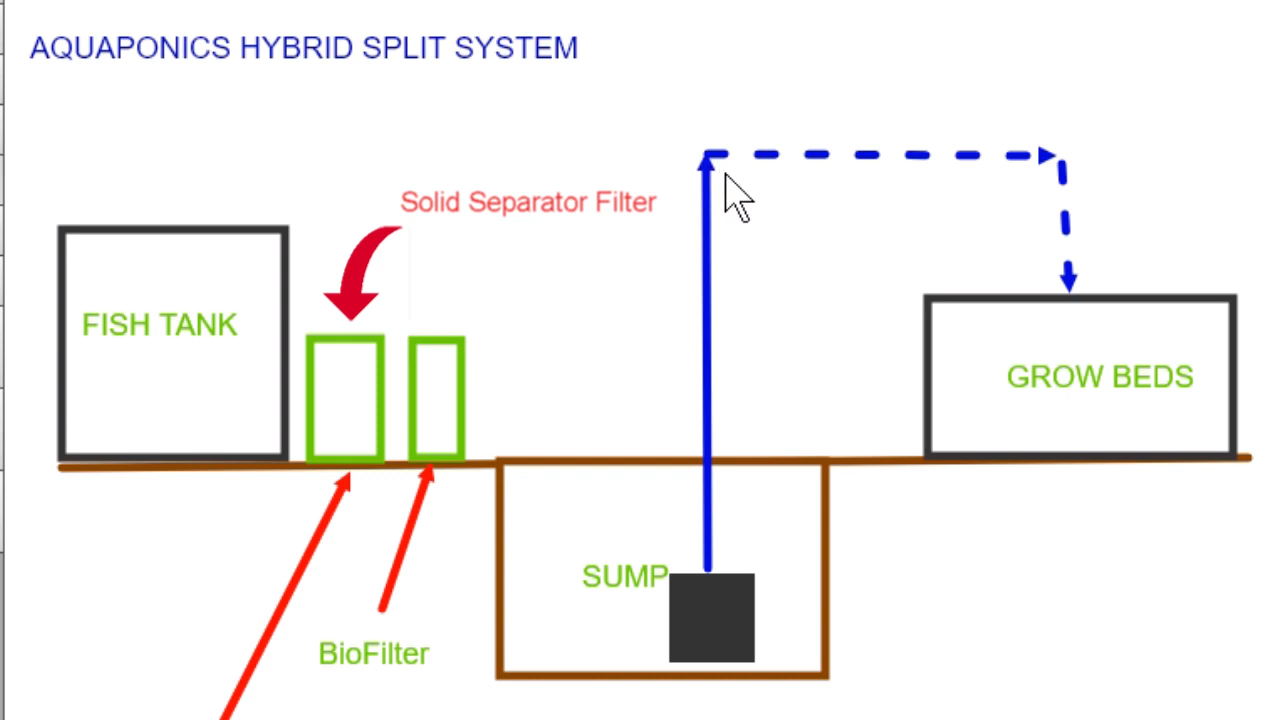 AQUAPONICS HYBRID SPLIT SYSTEM
Solid Separator Filter
FISH TANK
GROW BEDS
SUMP
BioFilter